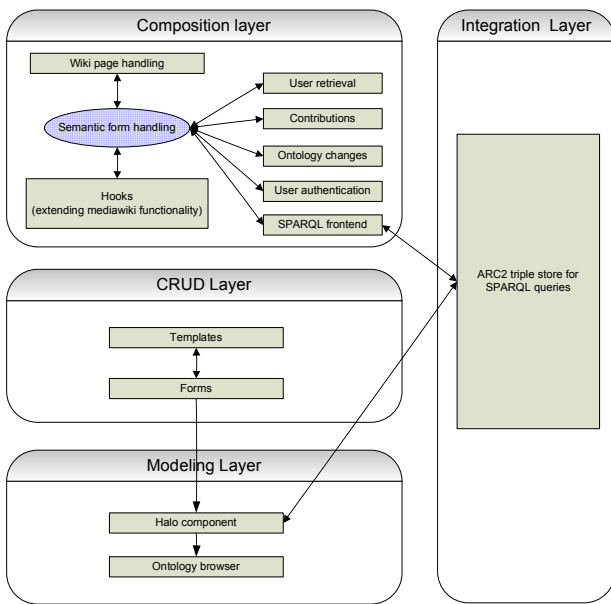 Composition layer
Wiki page handling
Semantic form handling
Hooks
(extending mediawiki functionality)
User retrieval
Contributions
Ontology changes
User authentication
SPARQL frontend
CRUD Layer
Templates
Forms
Modeling Layer
Halo component
Ontology browser
Integration Layer
ARC2 triple store for
SPARQL queries